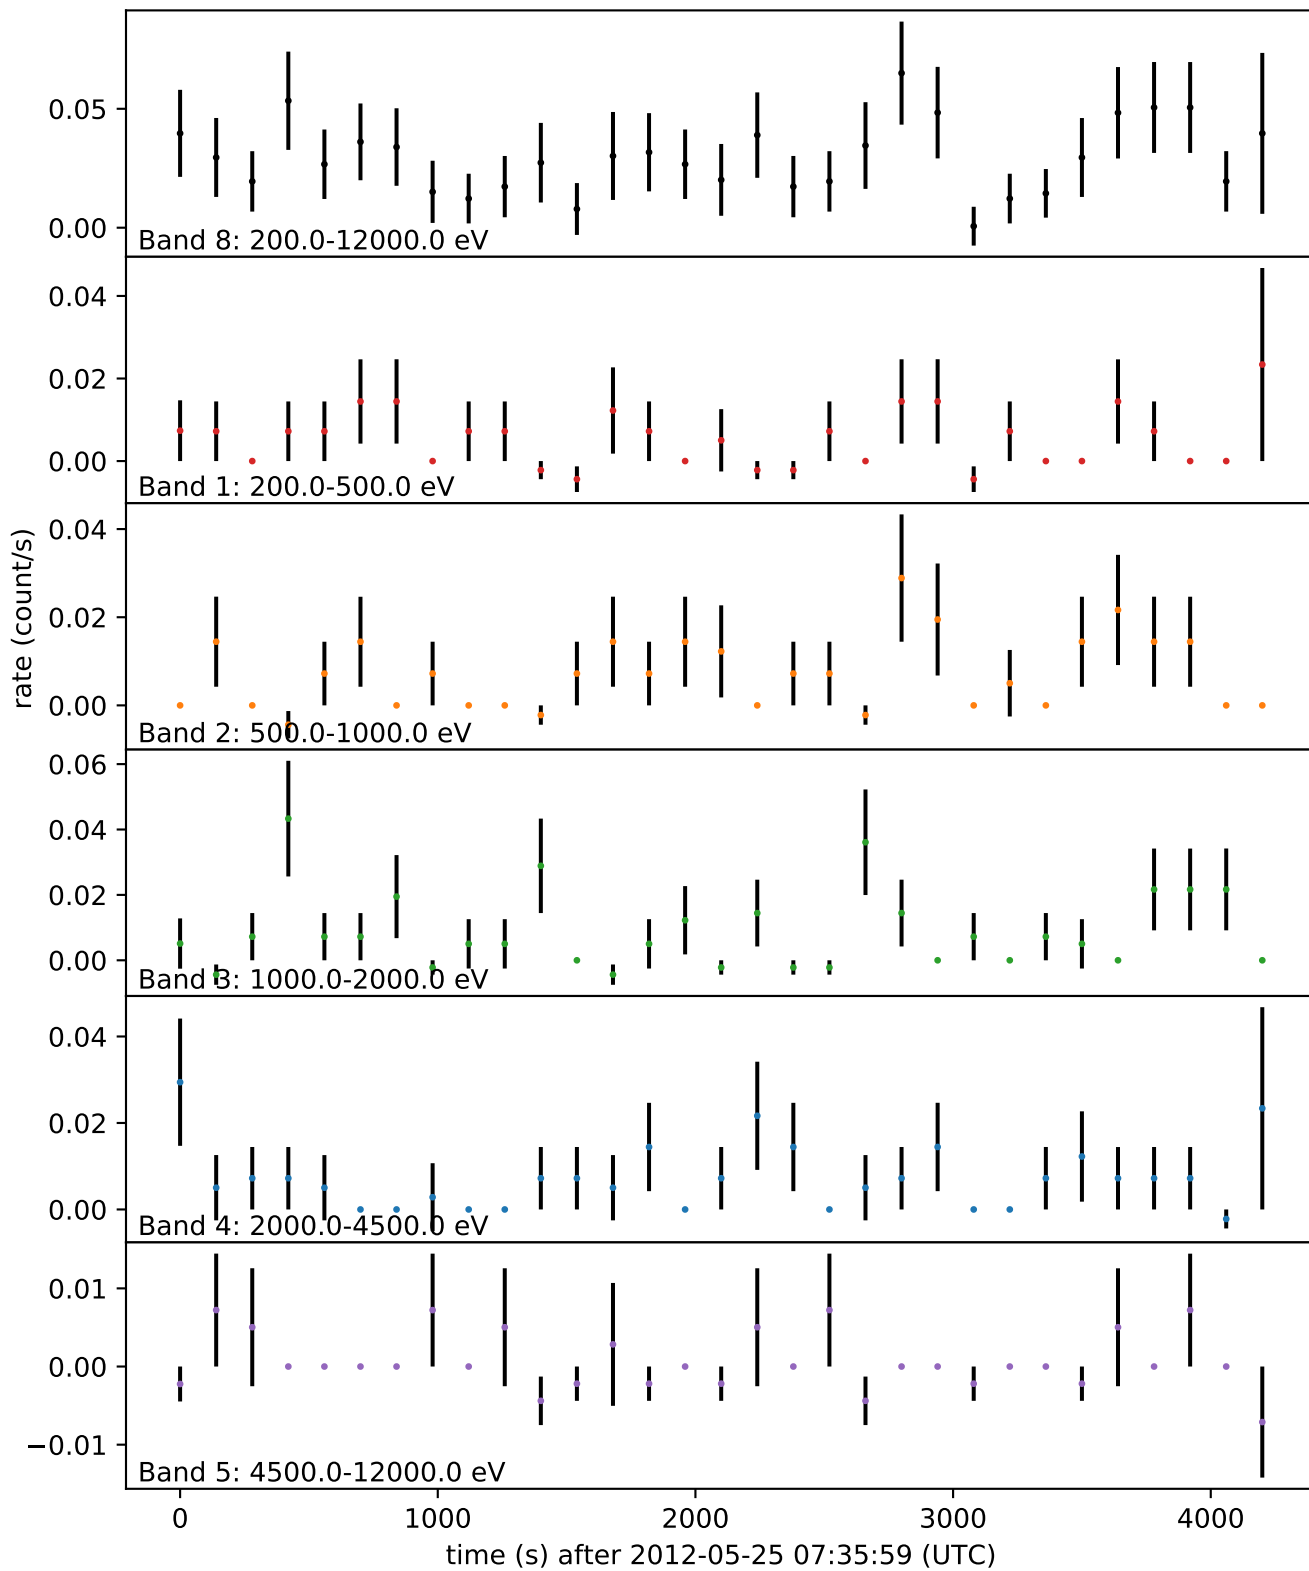 0.05
0.00
Band 8: 200.0-12000.0 eV
0.04
0.02
0.00
Band 1: 200.0-500.0 eV
0.04
0.02
0.00
Band 2: 500.0-1000.0 eV
rate (count/s)
0.06
0.04
0.02
0.00
Band 3: 1000.0-2000.0 eV
0.04
0.02
0.00
Band 4: 2000.0-4500.0 eV
0.01
0.00
−0.01
Band 5: 4500.0-12000.0 eV
0 1000 2000 3000 4000
time (s) after 2012-05-25 07:35:59 (UTC)